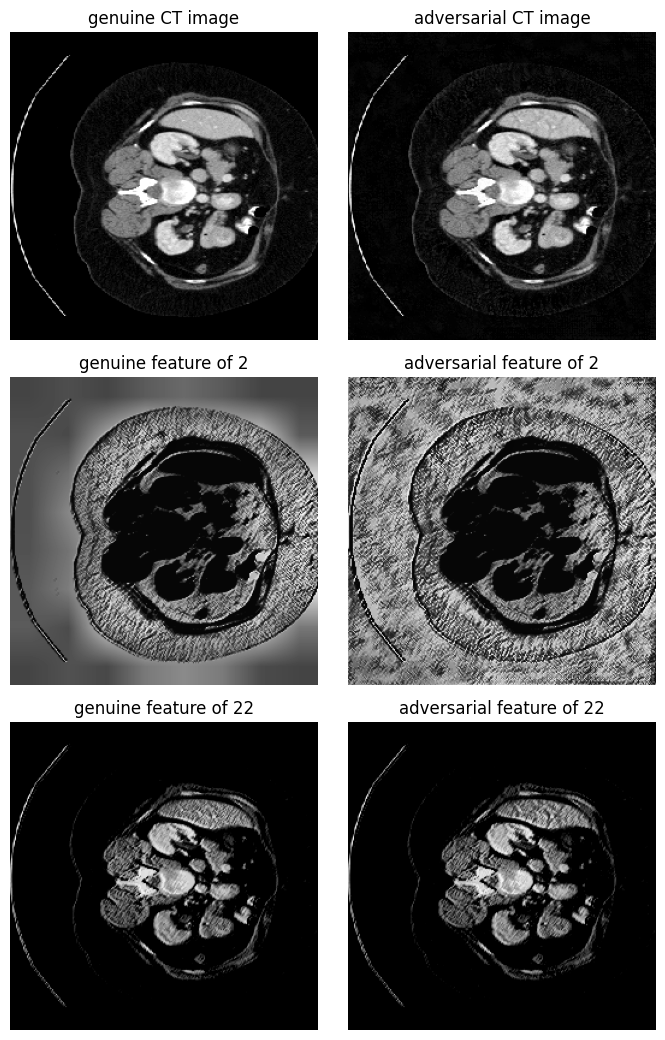 genuine CT image
adversarial CT image
genuine feature of 2
adversarial feature of 2
genuine feature of 22
adversarial feature of 22